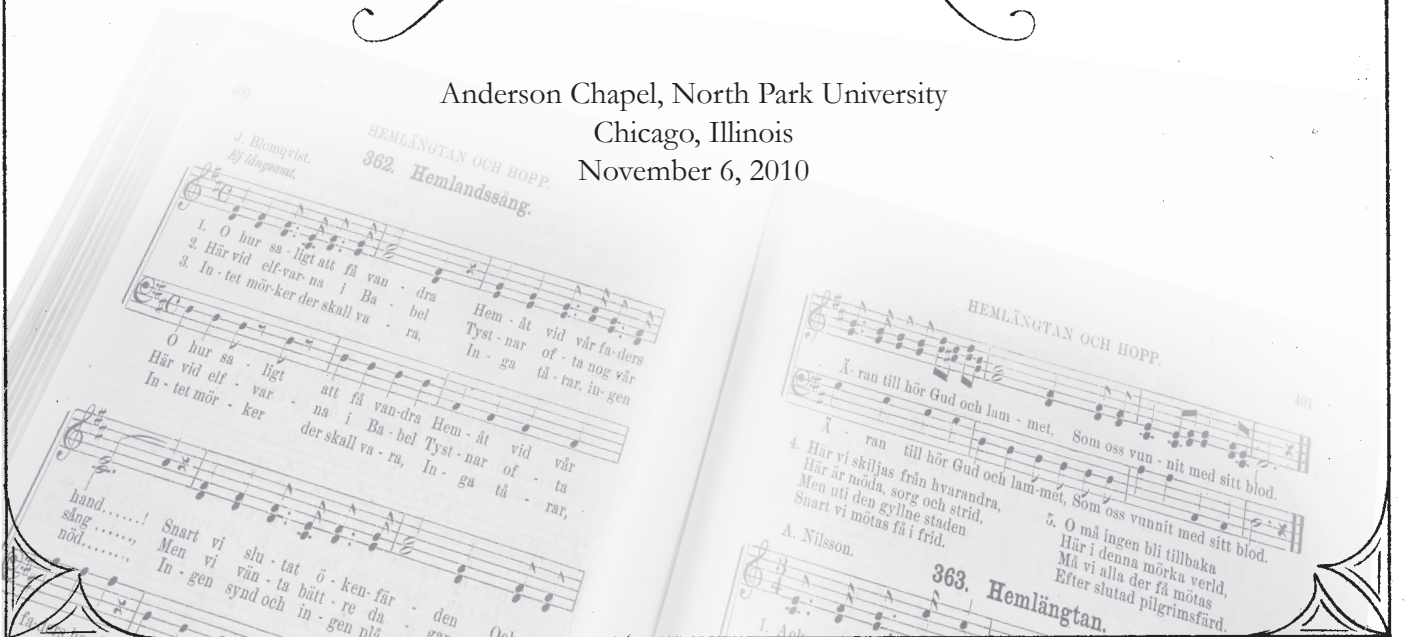 Anderson Chapel, North Park University
Chicago, Illinois
November 6, 2010
400
HEMLÄNGTAN OCH HOPP.
J. Blomqvist.
Ej långsamt.
362. Hemlandssång.
1. O hur sa - ligt att få van - dra Hem - åt vid vår fa-ders
2. Här vid elf-var-na i Ba - bel Tyst - nar of - ta nog vår
3. In - tet mör-ker der skall va - ra, In - ga tå - rar, in-gen
O hur sa - ligt att få van-dra Hem - åt vid vår
Här vid elf - var - na i Ba - bel Tyst - nar of - ta
In - tet mör - ker der skall va - ra, In - ga tå - rar,
hand......! Snart vi slu - tat ö - ken-fär - den
sång ......, Men vi vän - ta bätt - re da - gar
nöd......., In - gen synd och in - gen
HEMLÄNGTAN OCH HOPP.
401
Ä- ran till hör Gud och lam - met, Som oss vun - nit med sitt blod.
Ä - ran till hör Gud och lam-met, Som oss vunnit med sitt blod.
4. Här vi skiljas från hvarandra,
Här är möda, sorg och strid,
Men uti den gyllne staden
Snart vi mötas få i frid.
5. O må ingen bli tillbaka
Här i denna mörka verld,
Må vi alla der få mötas
Efter slutad pilgrimsfärd.
A. Nilsson.
363. Hemlängtan.